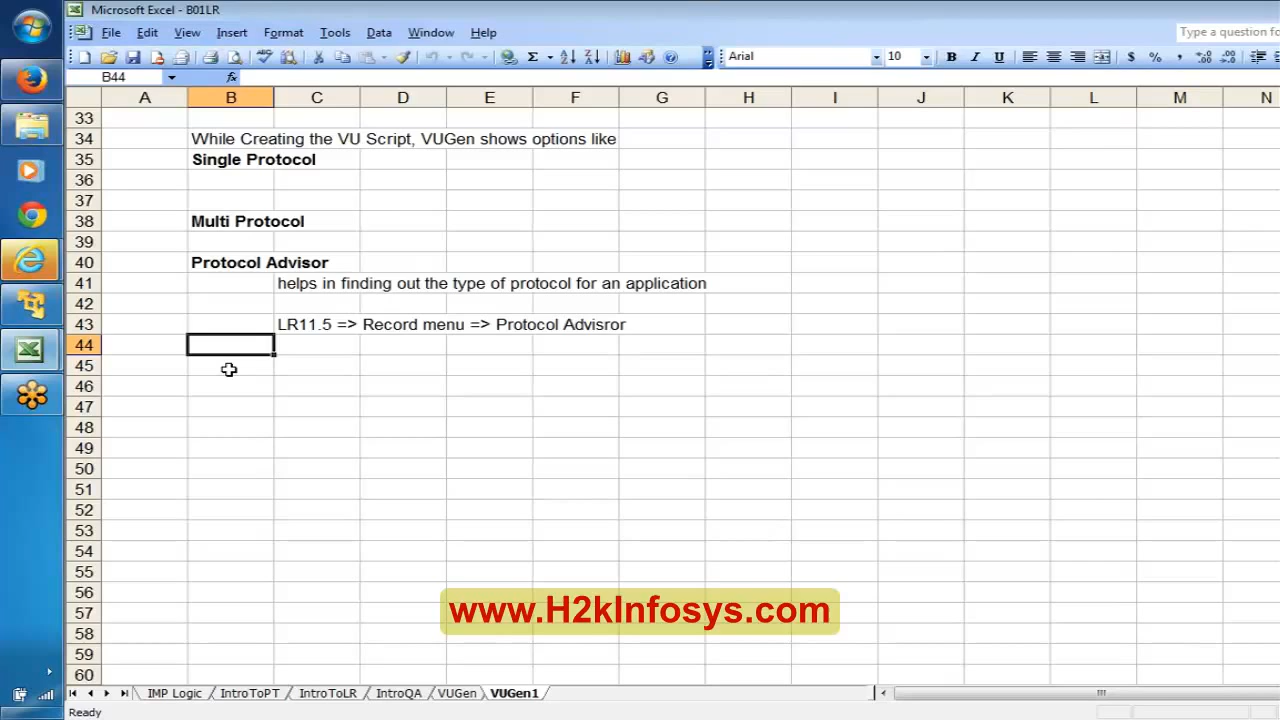 Microsoft Excel - B01LR
File Edit View Insert Format Tools Data Window Help
Type a question fo
Arial 10 B I U $ % ,
B44 fx
A B C D E F G H I J K L M N
33
34 While Creating the VU Script, VUGen shows options like
35 Single Protocol
36
37
38 Multi Protocol
39
40 Protocol Advisor
41 helps in finding out the type of protocol for an application
42
43 LR11.5 => Record menu => Protocol Advisror
44
45
46
47
48
49
50
51
52
53
54
55
56
57
58
59
60
www.H2kInfosys.com
IMP Logic IntroToPT IntroToLR IntroQA VUGen VUGen1
Ready